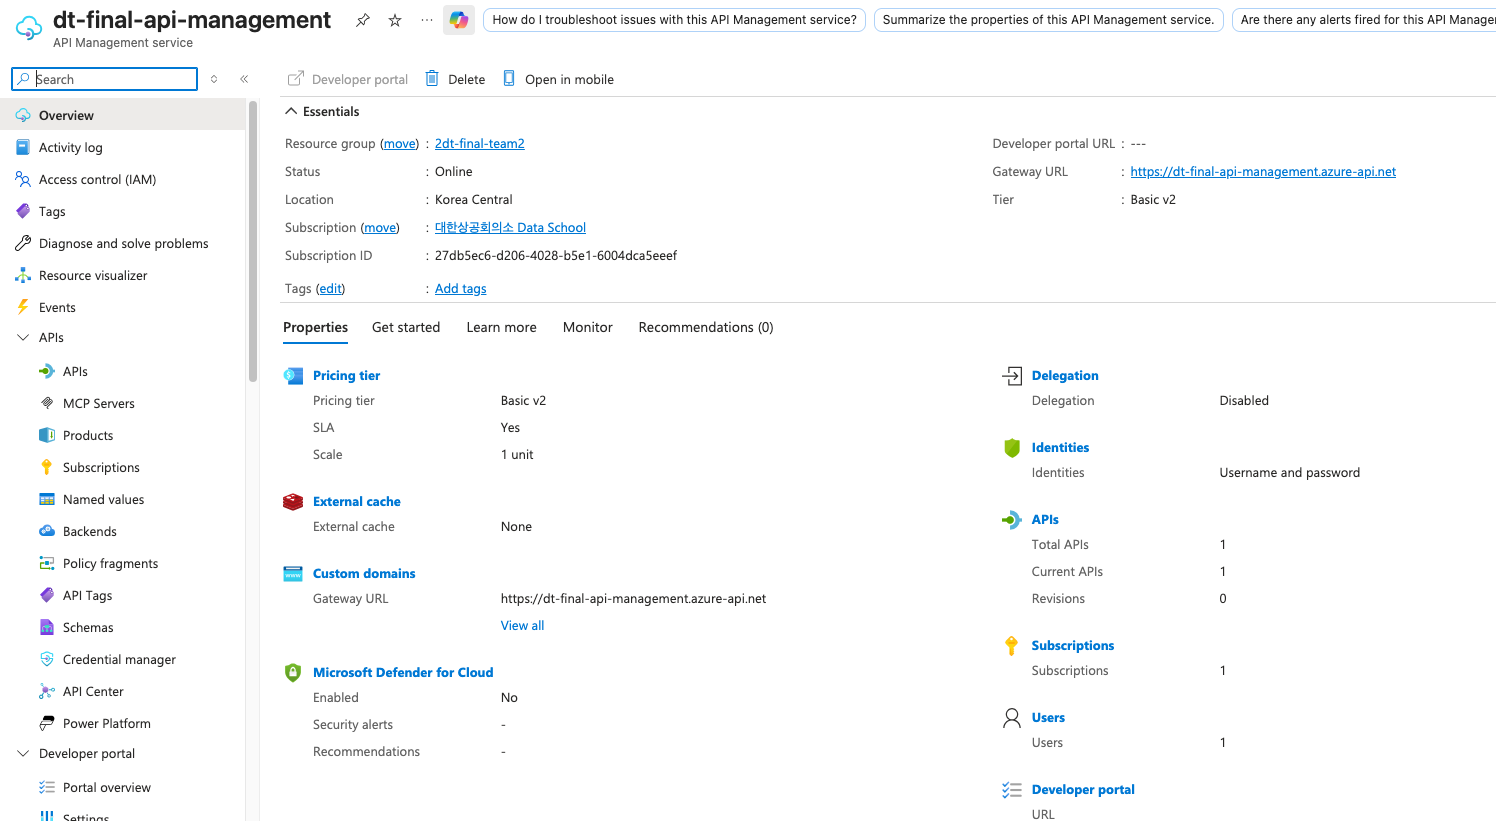 dt-final-api-management
API Management service
How do I troubleshoot issues with this API Management service?
Summarize the properties of this API Management service.
Are there any alerts fired for this API Manage
Search
Developer portal
Delete
Open in mobile
Overview
Activity log
Access control (IAM)
Tags
Diagnose and solve problems
Resource visualizer
Events
APIs
APIs
MCP Servers
Products
Subscriptions
Named values
Backends
Policy fragments
API Tags
Schemas
Credential manager
API Center
Power Platform
Developer portal
Portal overview
Settings
Essentials
Resource group (move) : 2dt-final-team2
Status : Online
Location : Korea Central
Subscription (move) : 대한상공회의소 Data School
Subscription ID : 27db5ec6-d206-4028-b5e1-6004dca5eeef
Tags (edit) : Add tags
Developer portal URL : ---
Gateway URL : https://dt-final-api-management.azure-api.net
Tier : Basic v2
Properties Get started Learn more Monitor Recommendations (0)
Pricing tier
Pricing tier Basic v2
SLA Yes
Scale 1 unit
External cache
External cache None
Custom domains
Gateway URL https://dt-final-api-management.azure-api.net
View all
Microsoft Defender for Cloud
Enabled No
Security alerts -
Recommendations -
Delegation
Delegation Disabled
Identities
Identities Username and password
APIs
Total APIs 1
Current APIs 1
Revisions 0
Subscriptions
Subscriptions 1
Users
Users 1
Developer portal
URL